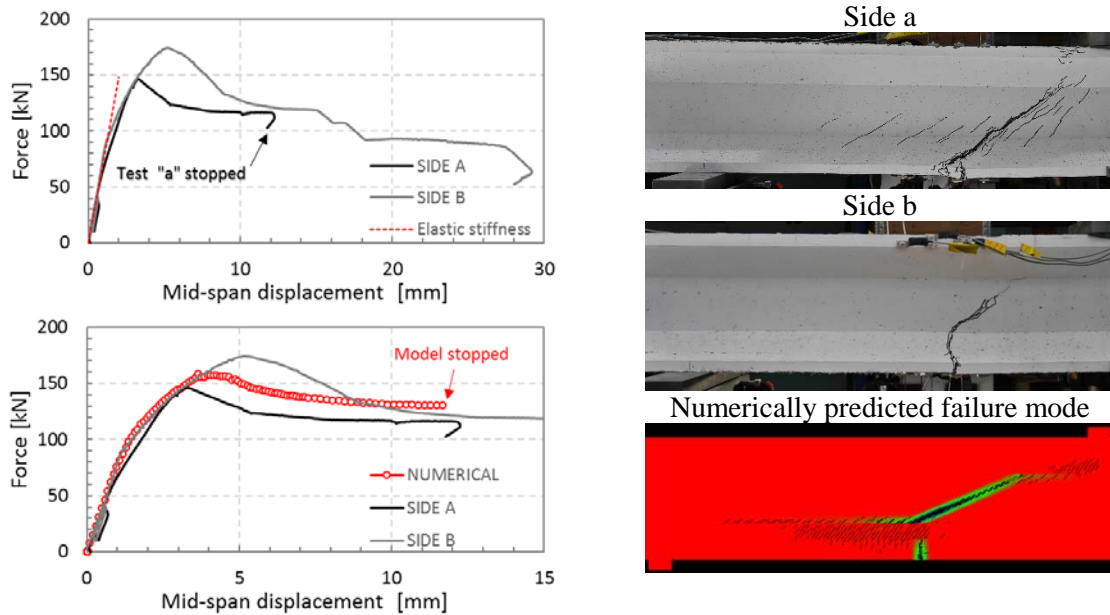 200
150
100
50
0
Force [kN]
Test "a" stopped
SIDE A
SIDE B
Elastic stiffness
0
10
20
30
Mid-span displacement [mm]
200
150
100
50
0
Force [kN]
Model stopped
NUMERICAL
SIDE A
SIDE B
0
5
10
15
Mid-span displacement [mm]
Side a
Side b
Numerically predicted failure mode